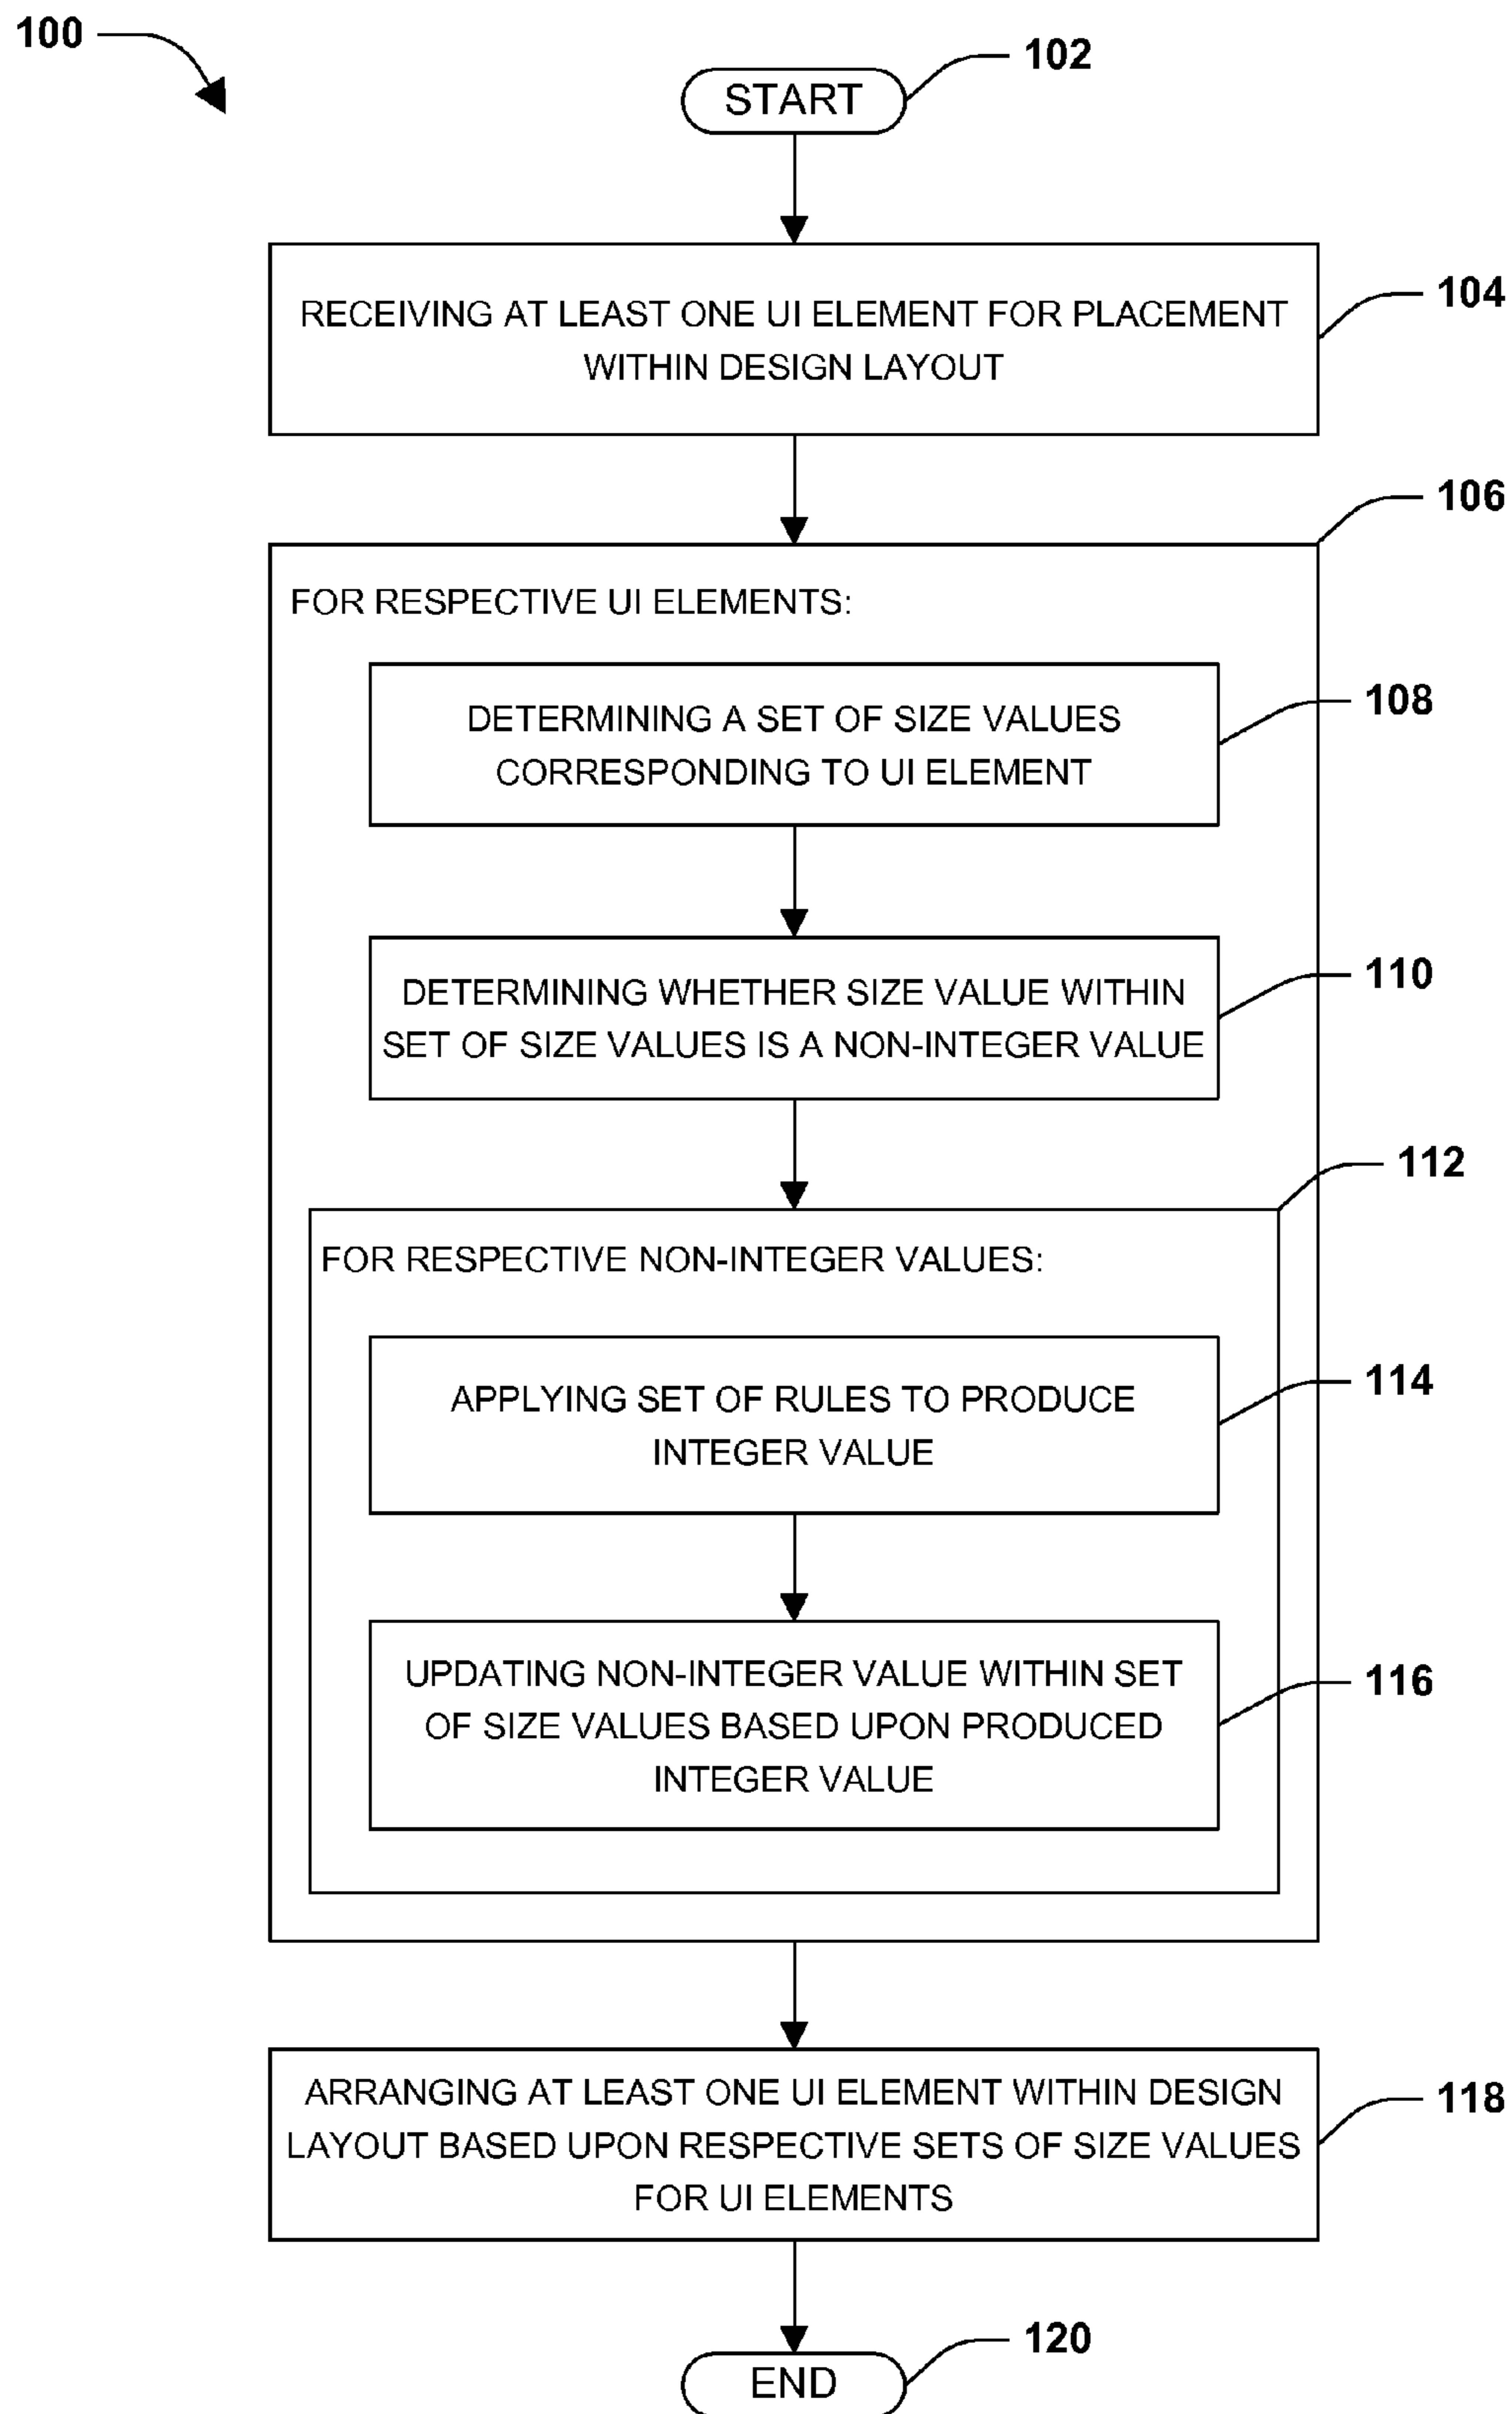 100
102
START
104
RECEIVING AT LEAST ONE UI ELEMENT FOR PLACEMENT
WITHIN DESIGN LAYOUT
106
FOR RESPECTIVE UI ELEMENTS:
108
DETERMINING A SET OF SIZE VALUES
CORRESPONDING TO UI ELEMENT
110
DETERMINING WHETHER SIZE VALUE WITHIN
SET OF SIZE VALUES IS A NON-INTEGER VALUE
112
FOR RESPECTIVE NON-INTEGER VALUES:
114
APPLYING SET OF RULES TO PRODUCE
INTEGER VALUE
116
UPDATING NON-INTEGER VALUE WITHIN SET
OF SIZE VALUES BASED UPON PRODUCED
INTEGER VALUE
118
ARRANGING AT LEAST ONE UI ELEMENT WITHIN DESIGN
LAYOUT BASED UPON RESPECTIVE SETS OF SIZE VALUES
FOR UI ELEMENTS
120
END